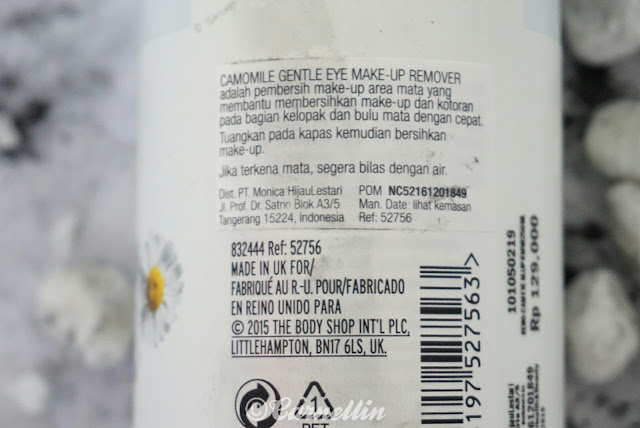 CAMOMILE GENTLE EYE MAKE-UP REMOVER
adalah pembersih make-up area mata yang
membantu membersihkan make-up dan kotoran
pada bagian kelopak dan bulu mata dengan cepat.
Tuangkan pada kapas kemudian bersihkan
make-up.
Jika terkena mata, segera bilas dengan air.
Dist. PT. Monica HijauLestari
Jl. Prof. Dr. Satrio Blok A3/5
Tangerang 15224, Indonesia
POM NC52161201849
Man. Date: lihat kemasan
Ref: 52756
832444 Ref: 52756
MADE IN UK FOR/
FABRIQUÉ AU R.-U. POUR/FABRICADO
EN REINO UNIDO PARA
© 2015 THE BODY SHOP INT'L PLC,
LITTLEHAMPTON, BN17 6LS, UK.
PET
197 527563
101050219
Rp 129,000
©Carnellin